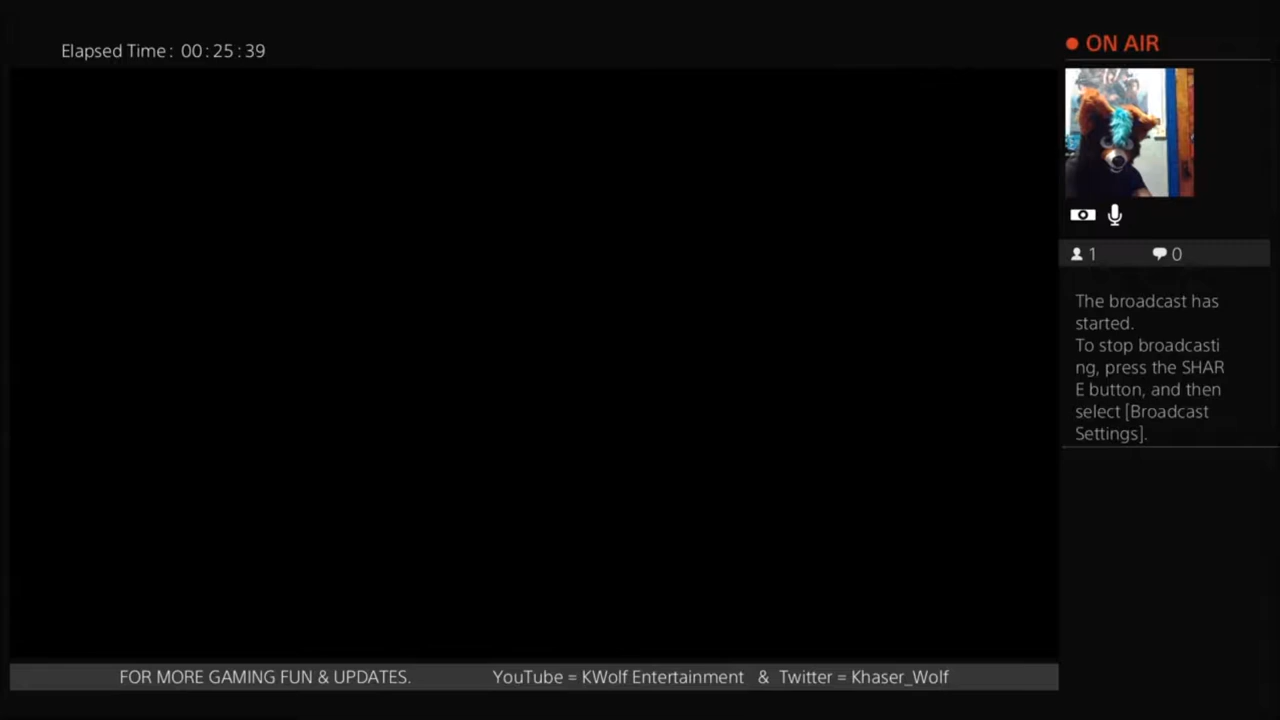 Elapsed Time: 00:25:39
ON AIR
1
0
The broadcast has
started.
To stop broadcasti
ng, press the SHAR
E button, and then
select [Broadcast
Settings].
FOR MORE GAMING FUN & UPDATES. YouTube = KWolf Entertainment & Twitter = Khaser_Wolf